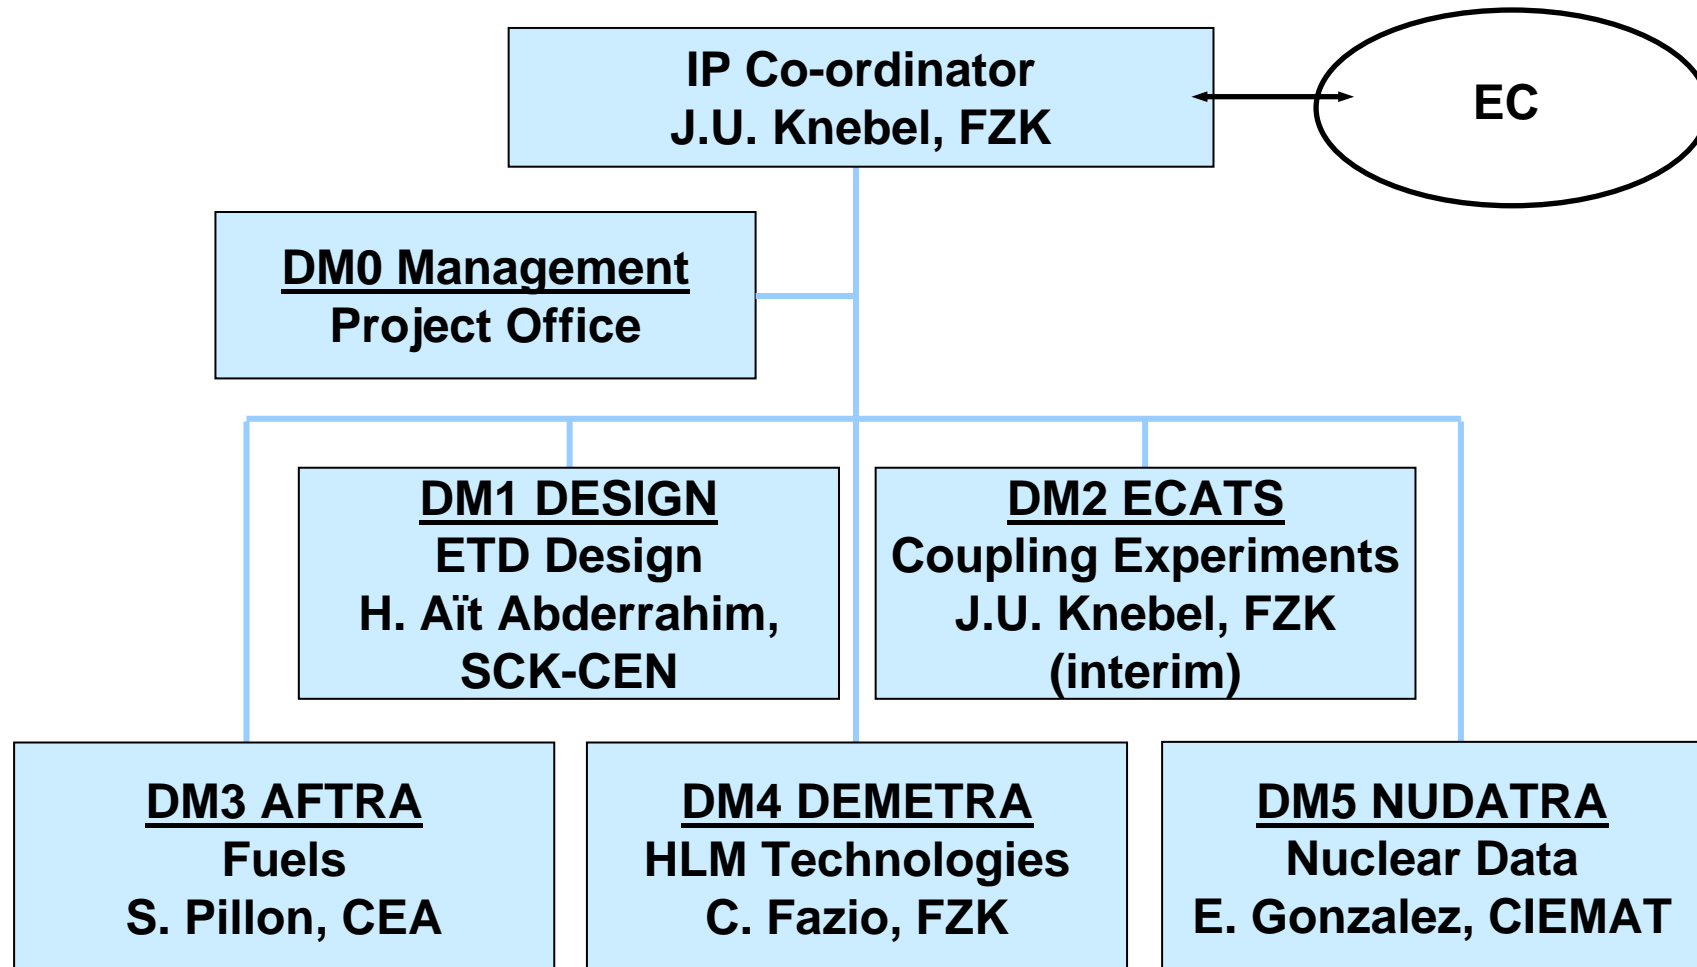 IP Co-ordinator
J.U. Knebel, FZK
EC
DM0 Management
Project Office
DM1 DESIGN
ETD Design
H. Aït Abderrahim,
SCK-CEN
DM2 ECATS
Coupling Experiments
J.U. Knebel, FZK
(interim)
DM3 AFTRA
Fuels
S. Pillon, CEA
DM4 DEMETRA
HLM Technologies
C. Fazio, FZK
DM5 NUDATRA
Nuclear Data
E. Gonzalez, CIEMAT